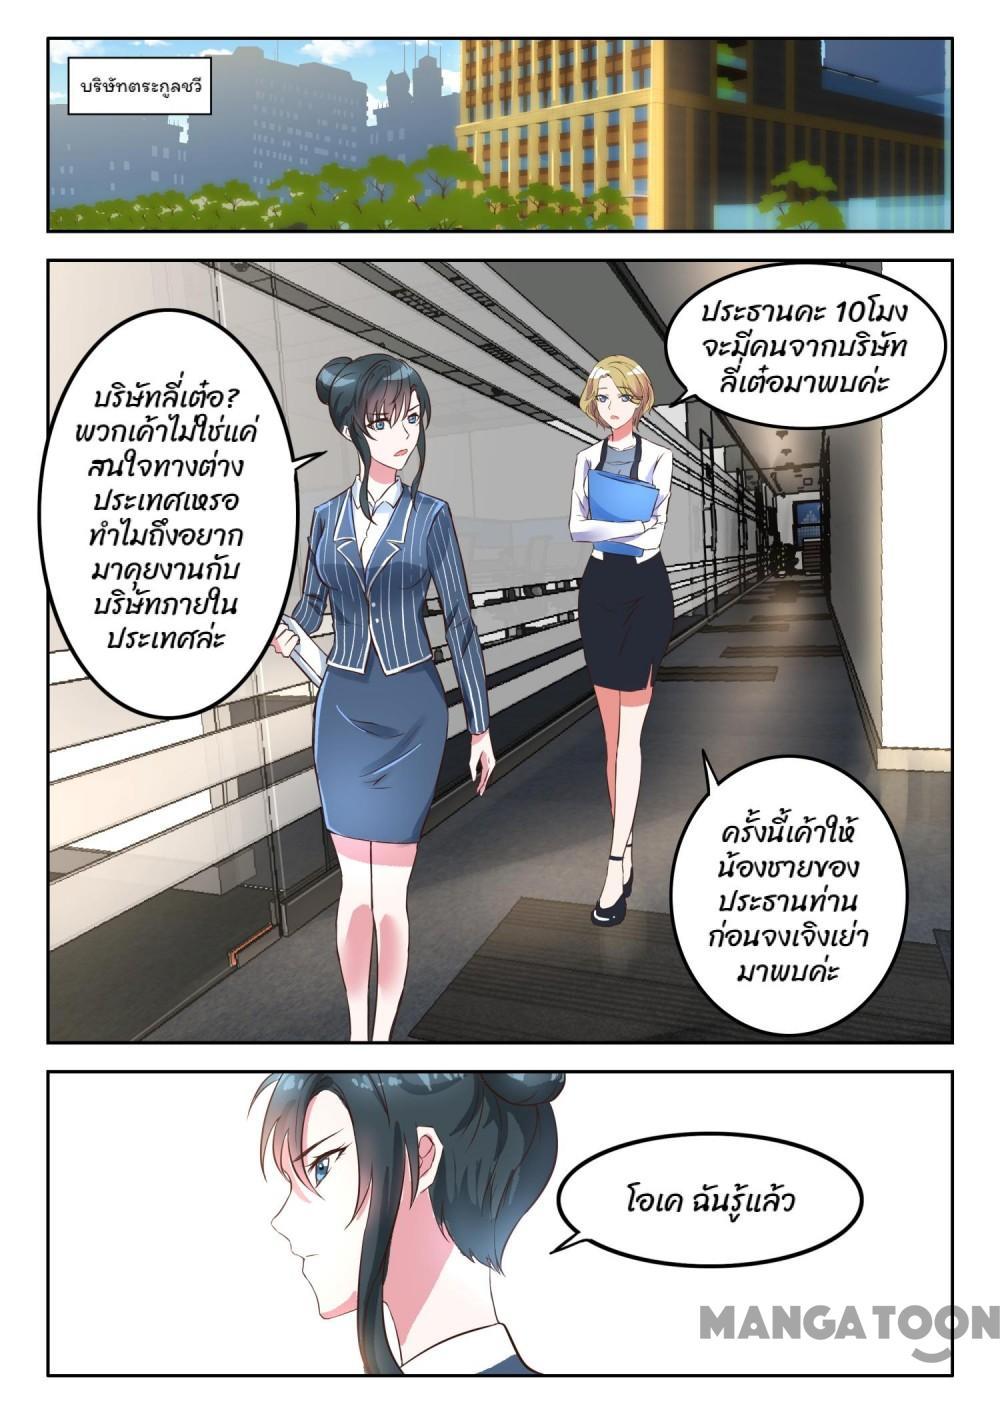 บริษัทตระกูลชวี
ประธานคะ 10โมง
จะมีคนจากบริษัท
ลี่เต๋อมาพบค่ะ
บริษัทลี่เต๋อ?
พวกเค้าไม่ใช่แค่
สนใจทางต่าง
ประเทศเหรอ
ทำไมถึงอยาก
มาคุยงานกับ
บริษัทภายใน
ประเทศล่ะ
ครั้งนี้เค้าให้
น้องชายของ
ประธานท่าน
ก่อนจงเจิงเย่า
มาพบค่ะ
โอเค ฉันรู้แล้ว
MANGATOON